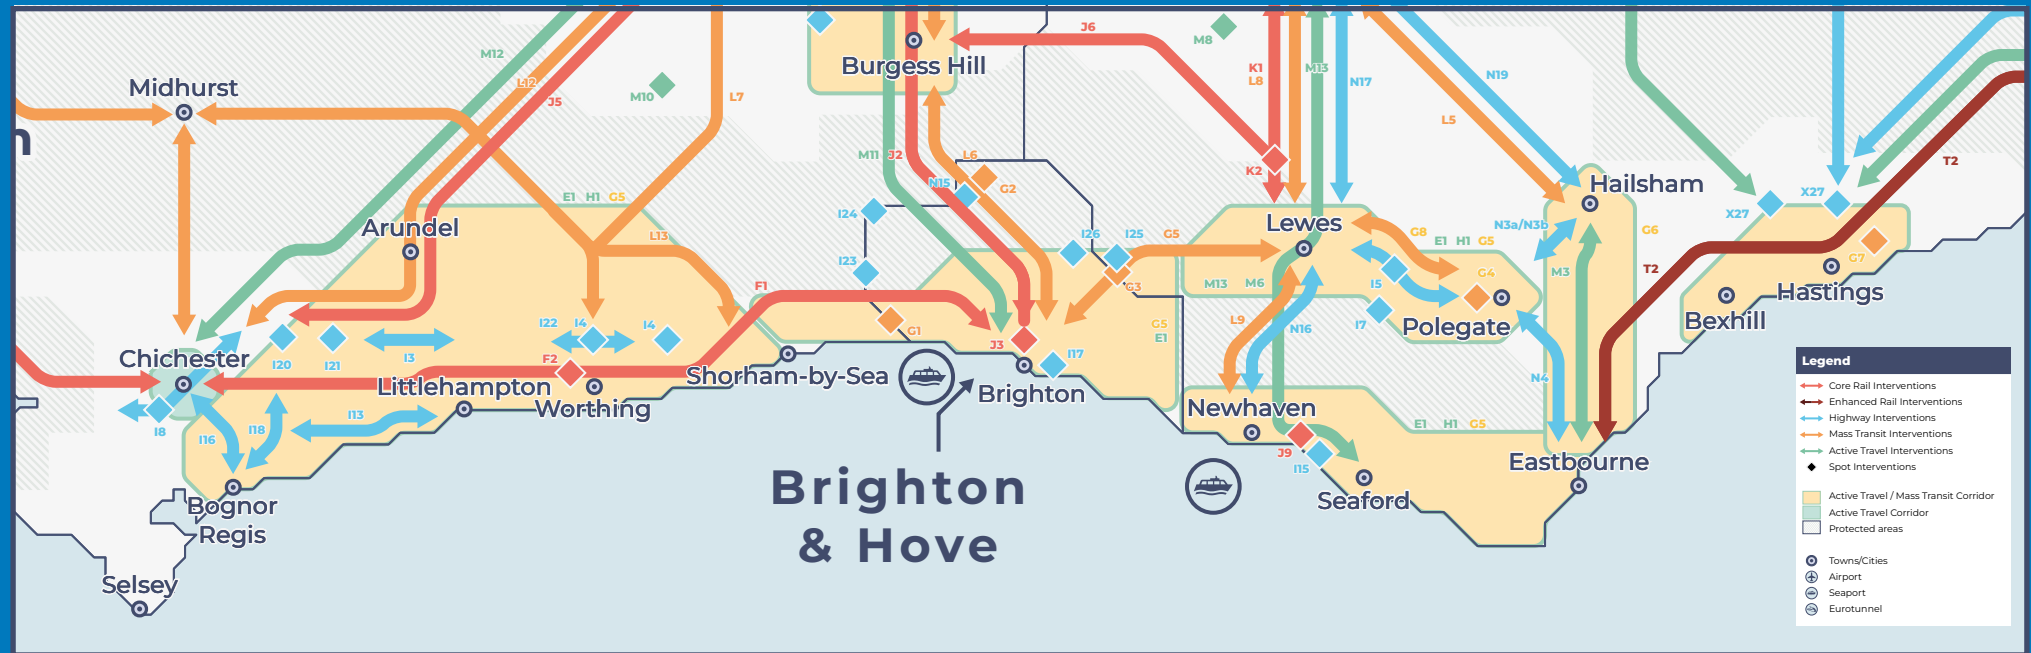 n
Midhurst
M12
L12
J5
M10
L7
Burgess Hill
J6
M8
K1
L8
M13
N17
N19
L5
K2
T2
M11
J2
L6
N15
G2
X27
X27
Hailsham
Arundel
E1 H1 G5
L13
I24
I23
I26
I25
G5
G3
Lewes
G8
E1 H1 G5
N3a/N3b
G6
M3
T2
G7
Hastings
Bexhill
M13
M6
I5
G4
I7
Polegate
L9
N16
N4
G5
E1
F1
G1
J3
I17
Chichester
I20
I21
I3
I22
I4
I4
F2
Littlehampton
Worthing
Shorham-by-Sea
Brighton
I8
I16
I18
I13
Bognor
Regis
Selsey
Brighton
& Hove
Newhaven
E1 H1 G5
J9
I15
Seaford
Eastbourne
Legend
Core Rail Interventions
Enhanced Rail Interventions
Highway Interventions
Mass Transit Interventions
Active Travel Interventions
Spot Interventions
Active Travel / Mass Transit Corridor
Active Travel Corridor
Protected areas
Towns/Cities
Airport
Seaport
Eurotunnel